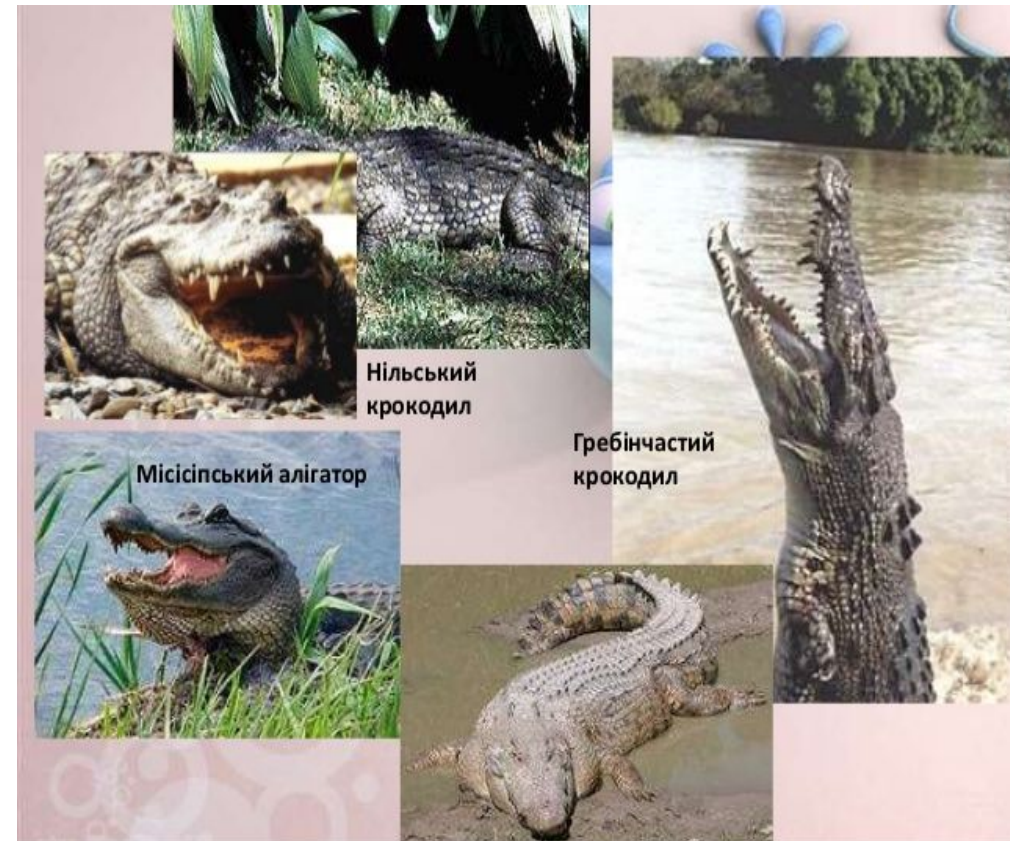 Нільський
крокодил
Гребінчастий
крокодил
Місісіпський алігатор